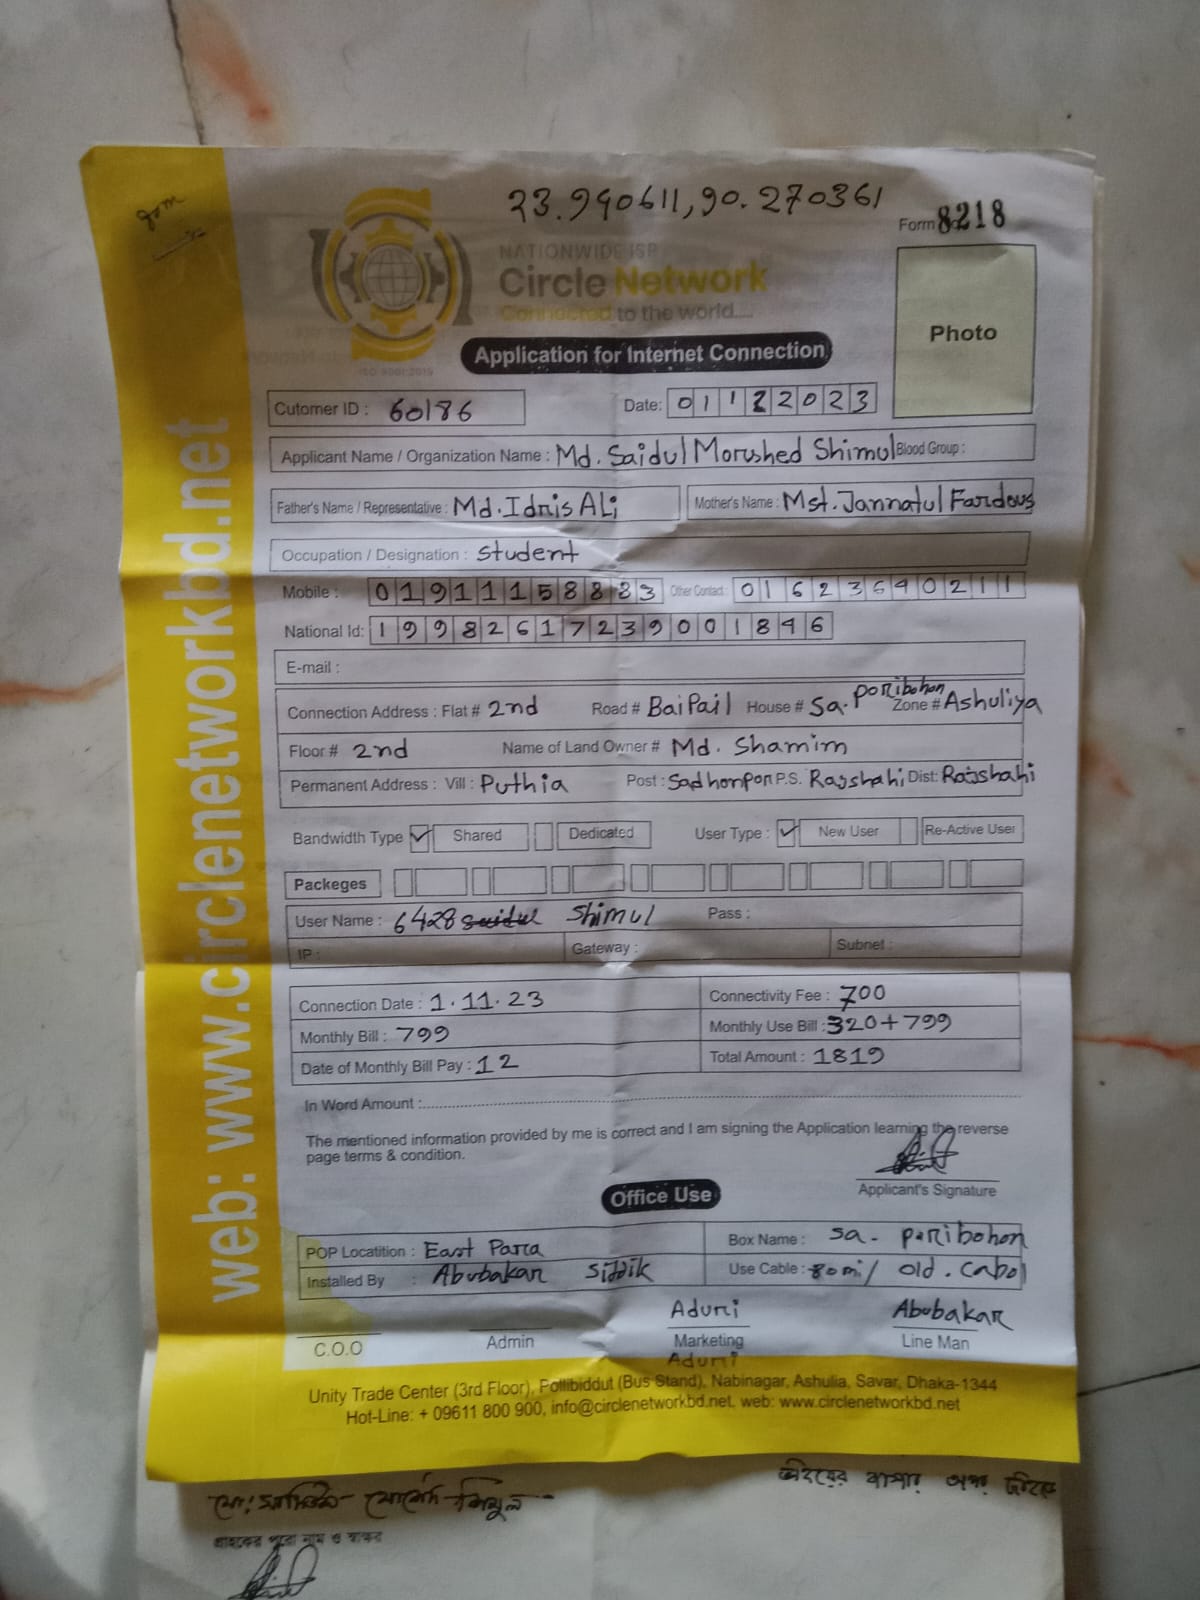 80m
23.940611,90.270361
Form 8218
NATIONWIDE ISP
Circle Network
Connected to the world....
ISO 9001:2015
Photo
Application for Internet Connection
Cutomer ID : 60186 Date: 01122023
Applicant Name / Organization Name : Md. Saidul Morshed Shimul Blood Group :
Father's Name / Representative : Md. Idris ALi Mother's Name : Mst. Jannatul Fardous
Occupation / Designation : Student
Mobile : 01911158883 Other Contact 01623640211
National Id: 19982617239001846
E-mail :
Connection Address : Flat # 2nd Road # BaiPail House # Sa. Poribohon Zone # Ashuliya
Floor # 2nd Name of Land Owner # Md. Shamim
Permanent Address : Vill : Puthia Post : Sadhonpon P.S. Rajshahi Dist: Rajshahi
Bandwidth Type ✓ Shared Dedicated User Type : ✓ New User Re-Active User
Packeges
User Name : 6428 saidul Shimul Pass :
IP : Gateway : Subnet :
Connection Date : 1.11.23 Connectivity Fee : 700
Monthly Bill : 799 Monthly Use Bill : 320+799
Date of Monthly Bill Pay : 12 Total Amount : 1819
In Word Amount :
The mentioned information provided by me is correct and I am signing the Application learning the reverse
page terms & condition.
Applicant's Signature
Office Use
POP Locatition : East Parra Box Name : Sa. Paribohon
Installed By : Abubakar Siddik Use Cable : 80m/ old. Cabol
Aduri Abubakar
C.O.O Admin Marketing Line Man
Aduri
Unity Trade Center (3rd Floor), Pollibiddut (Bus Stand), Nabinagar, Ashulia, Savar, Dhaka-1344
Hot-Line: + 09611 800 900, info@circlenetworkbd.net, web: www.circlenetworkbd.net
web: www.circlenetworkbd.net
গ্রাহকের পুরো নাম ও স্বাক্ষর